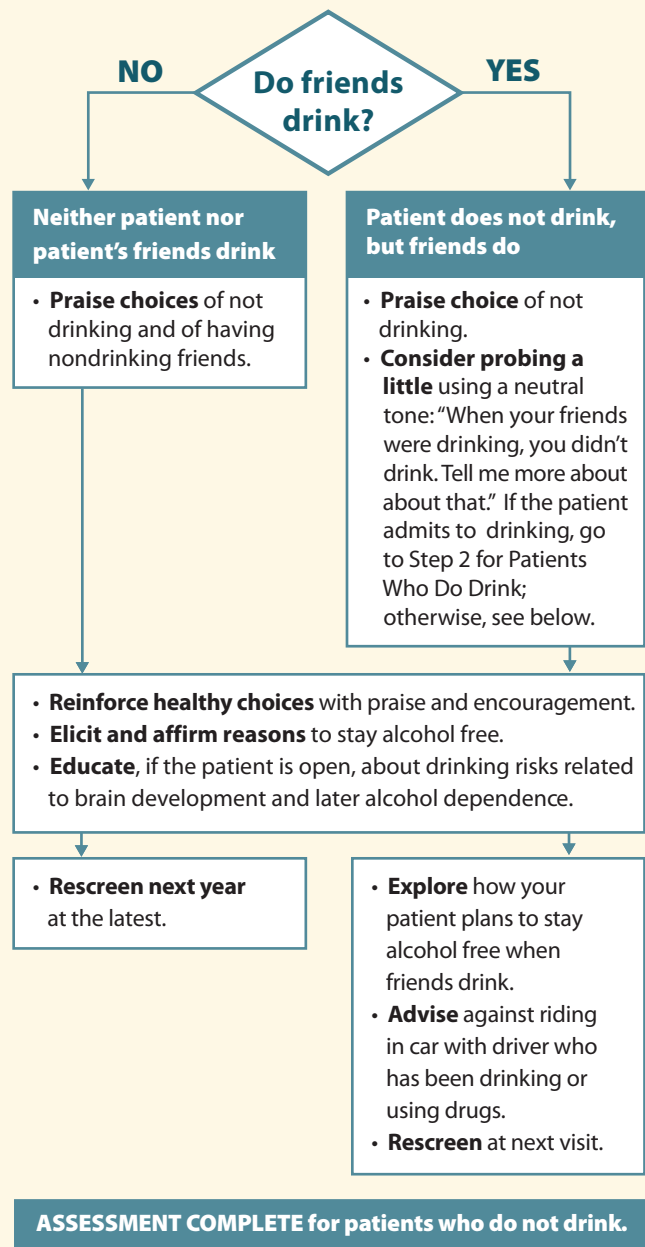 Do friends
drink?
NO
YES
Neither patient nor
patient's friends drink
• Praise choices of not
drinking and of having
nondrinking friends.
Patient does not drink,
but friends do
• Praise choice of not
drinking.
• Consider probing a
little using a neutral
tone: “When your friends
were drinking, you didn't
drink. Tell me more about
about that.” If the patient
admits to drinking, go
to Step 2 for Patients
Who Do Drink;
otherwise, see below.
• Reinforce healthy choices with praise and encouragement.
• Elicit and affirm reasons to stay alcohol free.
• Educate, if the patient is open, about drinking risks related
to brain development and later alcohol dependence.
• Rescreen next year
at the latest.
• Explore how your
patient plans to stay
alcohol free when
friends drink.
• Advise against riding
in car with driver who
has been drinking or
using drugs.
• Rescreen at next visit.
ASSESSMENT COMPLETE for patients who do not drink.